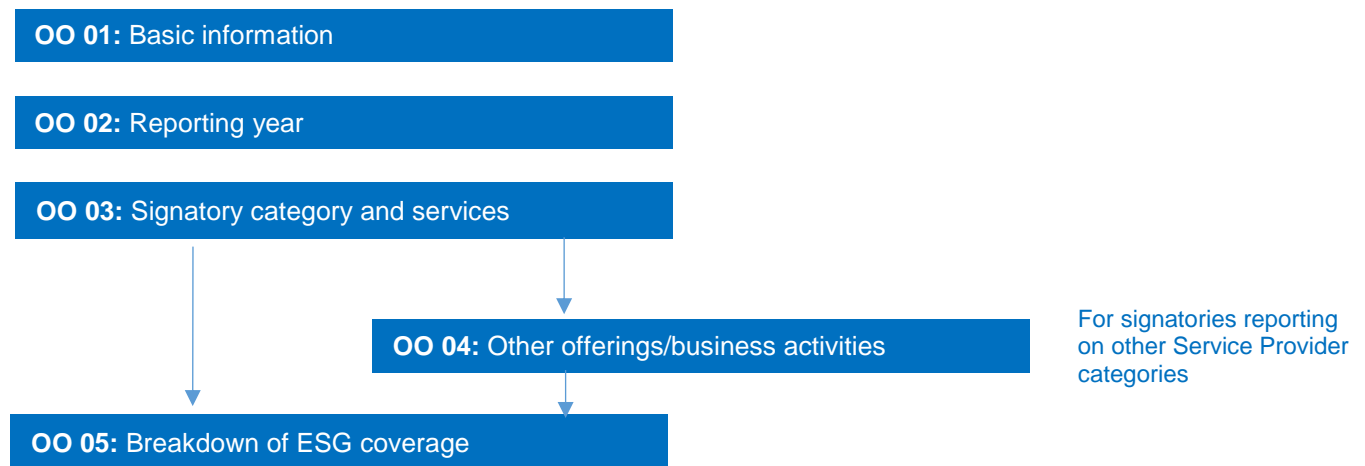 OO 01: Basic information
OO 02: Reporting year
OO 03: Signatory category and services
OO 04: Other offerings/business activities
For signatories reporting
on other Service Provider
categories
OO 05: Breakdown of ESG coverage